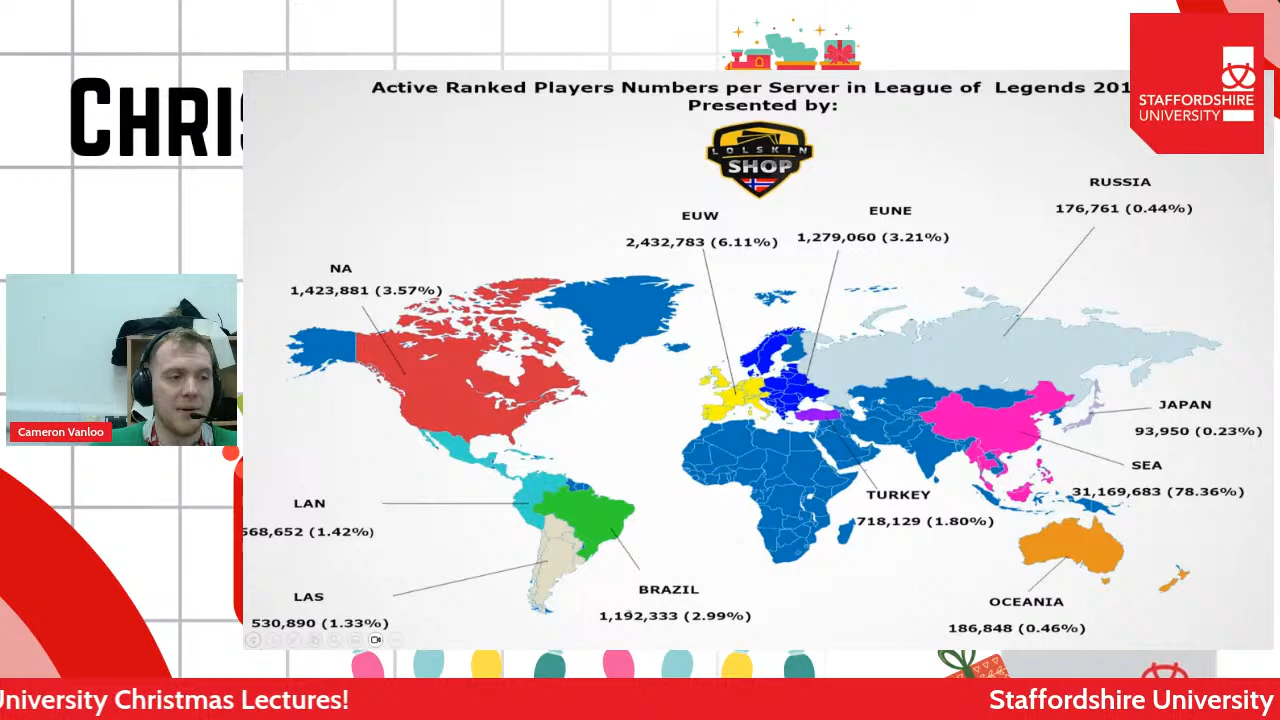 CHRIS
Active Ranked Players Numbers per Server in League of Legends 201
Presented by:
LOLSKIN
SHOP
STAFFORDSHIRE
UNIVERSITY
RUSSIA
176,761 (0.44%)
EUW
2,432,783 (6.11%)
EUNE
1,279,060 (3.21%)
NA
1,423,881 (3.57%)
Cameron Vanloo
JAPAN
93,950 (0.23%)
SEA
31,169,683 (78.36%)
TURKEY
718,129 (1.80%)
LAN
568,652 (1.42%)
BRAZIL
1,192,333 (2.99%)
LAS
530,890 (1.33%)
OCEANIA
186,848 (0.46%)
University Christmas Lectures!
Staffordshire University